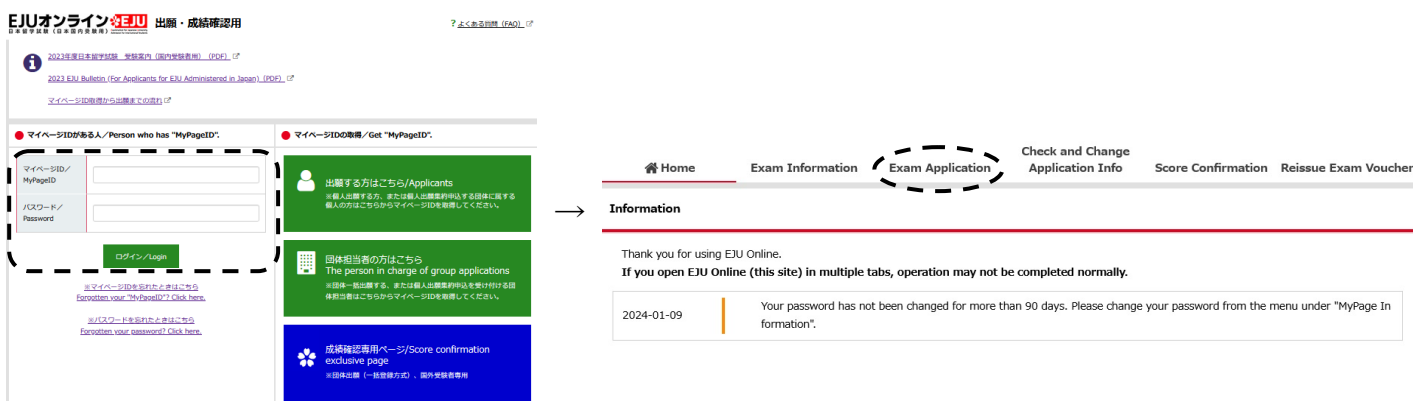 EJUオンライン EJU 出願・成績確認用
日本留学試験（日本国内受験用）
? よくある質問（FAQ）
2023年度日本留学試験　受験案内（国内受験者用）（PDF）
2023 EJU Bulletin (For Applicants for EJU Administered in Japan)（PDF）
マイページID取得から出願までの流れ
マイページIDがある人／Person who has "MyPageID".
マイページID／
MyPageID
パスワード／
Password
ログイン／Login
※マイページIDを忘れたときはこちら
Forgotten your "MyPageID"? Click here.
※パスワードを忘れたときはこちら
Forgotten your password? Click here.
マイページIDの取得／Get "MyPageID".
出願する方はこちら/Applicants
※個人出願する方、または個人出願集約申込する団体に属する
個人の方はこちらからマイページIDを取得してください。
団体担当者の方はこちら
The person in charge of group applications
※団体一括出願する、または個人出願集約申込を受け付ける団
体担当者はこちらからマイページIDを取得してください。
成績確認専用ページ/Score confirmation
exclusive page
※団体出願（一括登録方式）、国外受験者専用
→
Home
Exam Information
Exam Application
Check and Change
Application Info
Score Confirmation
Reissue Exam Voucher
Information
Thank you for using EJU Online.
If you open EJU Online (this site) in multiple tabs, operation may not be completed normally.
2024-01-09
Your password has not been changed for more than 90 days. Please change your password from the menu under "MyPage In
formation".